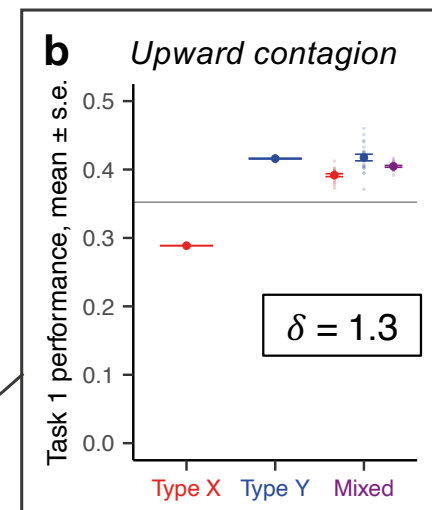 b Upward contagion
Task 1 performance, mean ± s.e.
0.5
0.4
0.3
0.2
0.1
0.0
δ = 1.3
Type X Type Y Mixed